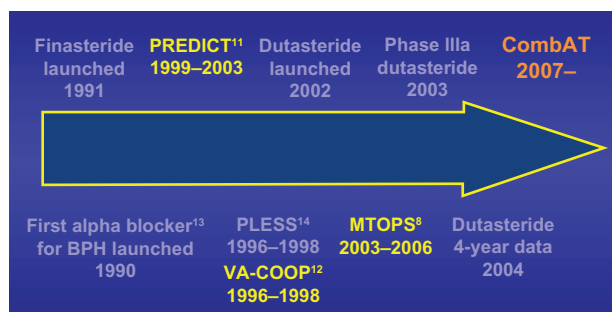 Finasteride
launched
1991
PREDICT¹¹
1999–2003
Dutasteride
launched
2002
Phase IIIa
dutasteride
2003
CombAT
2007–
First alpha blocker¹³
for BPH launched
1990
PLESS¹⁴
1996–1998
VA-COOP¹²
1996–1998
MTOPS⁸
2003–2006
Dutasteride
4-year data
2004